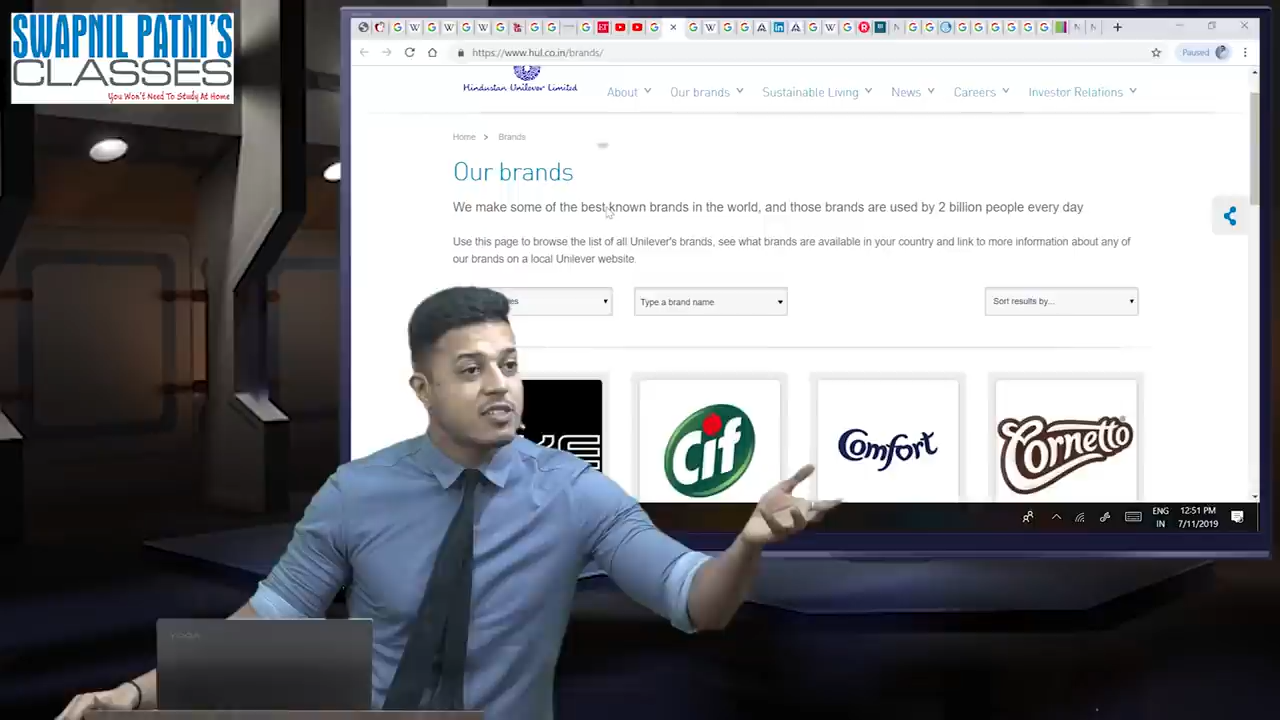 SWAPNIL PATNI'S
CLASSES
You Won't Need To Study At Home
https://www.hul.co.in/brands/
Paused
Hindustan Unilever Limited
About
Our brands
Sustainable Living
News
Careers
Investor Relations
Home > Brands
Our brands
We make some of the best known brands in the world, and those brands are used by 2 billion people every day
Use this page to browse the list of all Unilever's brands, see what brands are available in your country and link to more information about any of
our brands on a local Unilever website.
Type a brand name
Sort results by...
Cif
Comfort
Cornetto
ENG
IN
12:51 PM
7/11/2019
YOGA